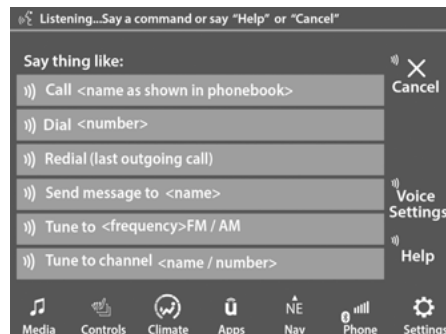 Listening...Say a command or say “Help” or “Cancel”
Say thing like:
Call <name as shown in phonebook>
Dial <number>
Redial (last outgoing call)
Send message to <name>
Tune to <frequency>FM / AM
Tune to channel <name / number>
Cancel
Voice
Settings
Help
NE
Media Controls Climate Apps Nav Phone Settings